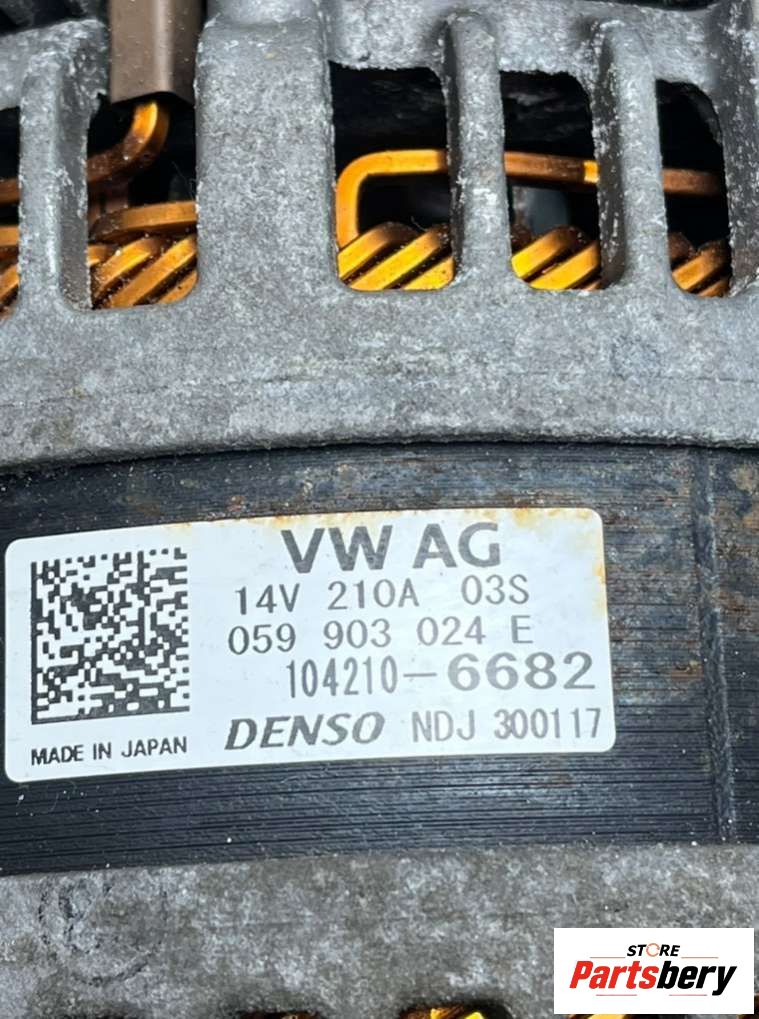 VW AG
14V 210A 03S
059 903 024 E
104210-6682
MADE IN JAPAN DENSO NDJ 300117
STORE
Partsbery